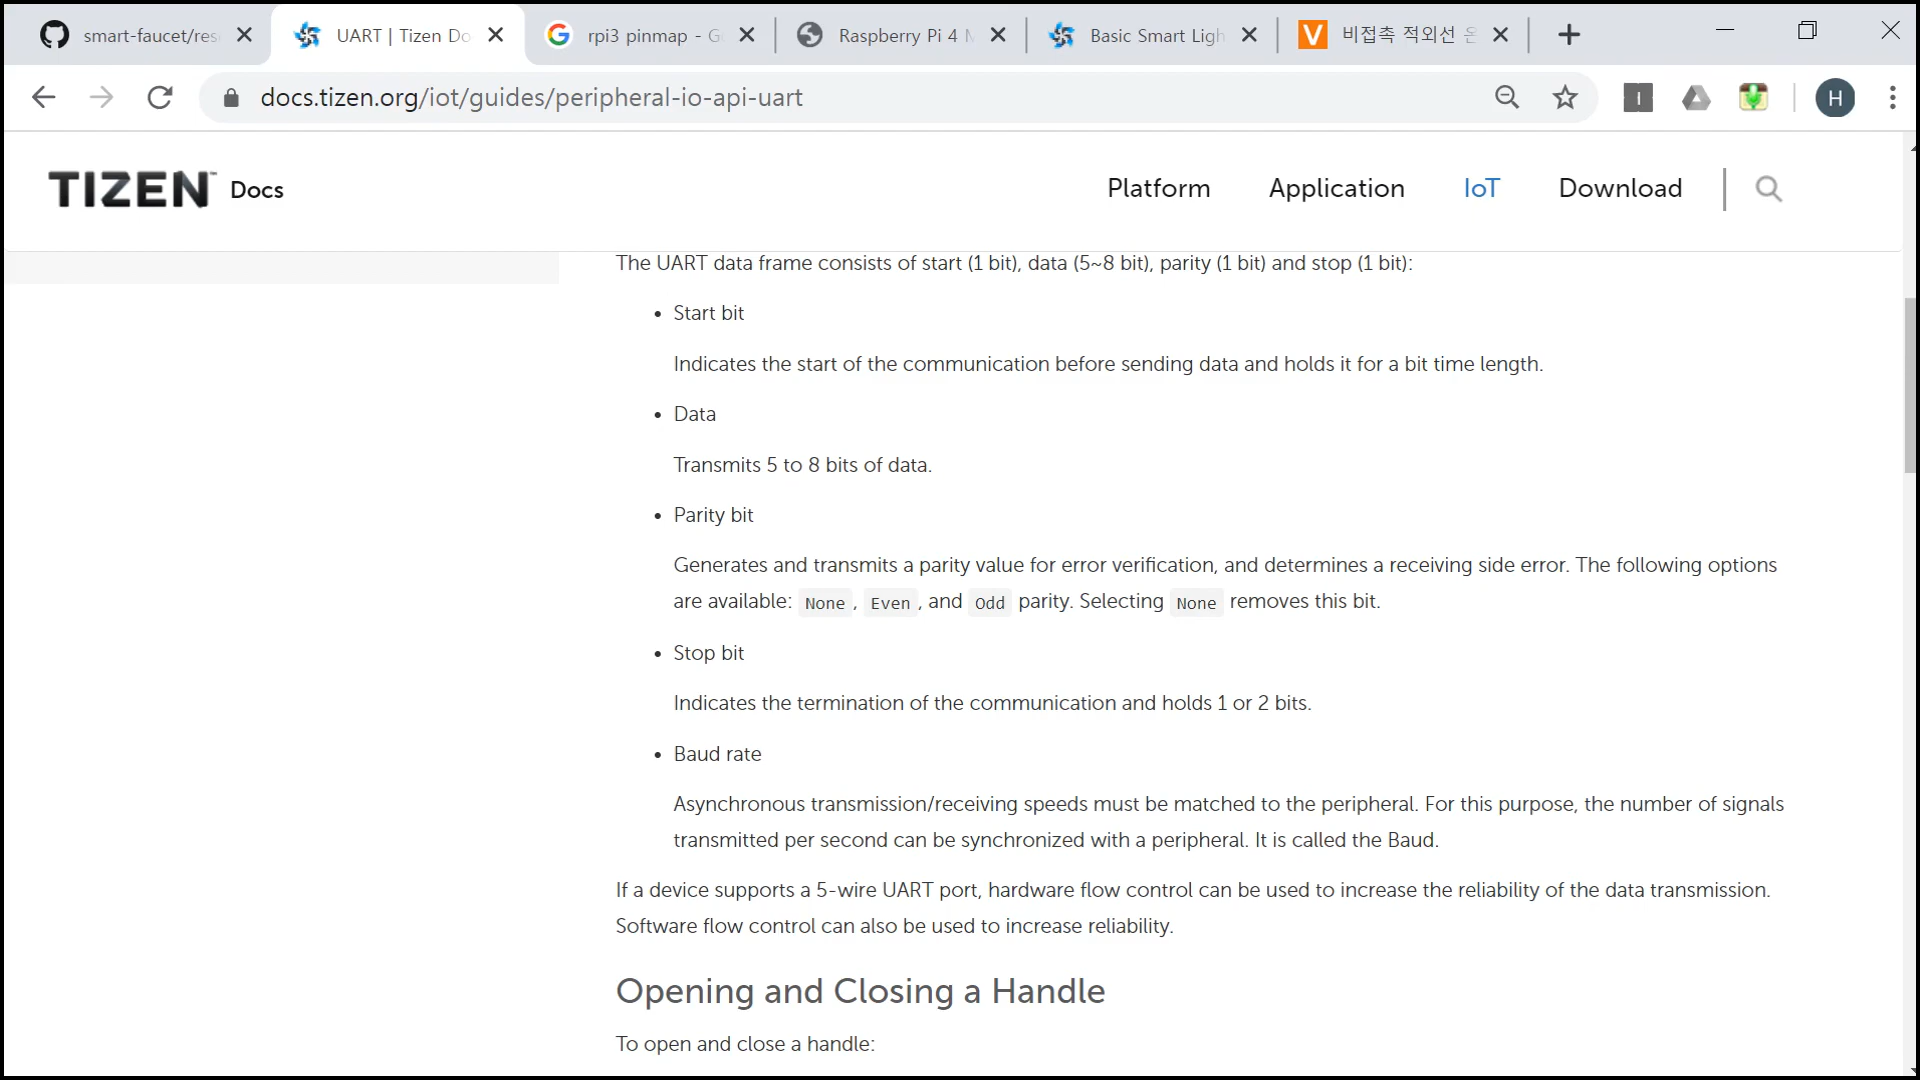 smart-faucet/res
UART | Tizen Do
rpi3 pinmap - G
Raspberry Pi 4 M
Basic Smart Ligh
비접촉 적외선 온
docs.tizen.org/iot/guides/peripheral-io-api-uart
H
TIZEN™ Docs
Platform
Application
IoT
Download
The UART data frame consists of start (1 bit), data (5~8 bit), parity (1 bit) and stop (1 bit):
• Start bit
Indicates the start of the communication before sending data and holds it for a bit time length.
• Data
Transmits 5 to 8 bits of data.
• Parity bit
Generates and transmits a parity value for error verification, and determines a receiving side error. The following options
are available: None, Even, and Odd parity. Selecting None removes this bit.
• Stop bit
Indicates the termination of the communication and holds 1 or 2 bits.
• Baud rate
Asynchronous transmission/receiving speeds must be matched to the peripheral. For this purpose, the number of signals
transmitted per second can be synchronized with a peripheral. It is called the Baud.
If a device supports a 5-wire UART port, hardware flow control can be used to increase the reliability of the data transmission.
Software flow control can also be used to increase reliability.
Opening and Closing a Handle
To open and close a handle: